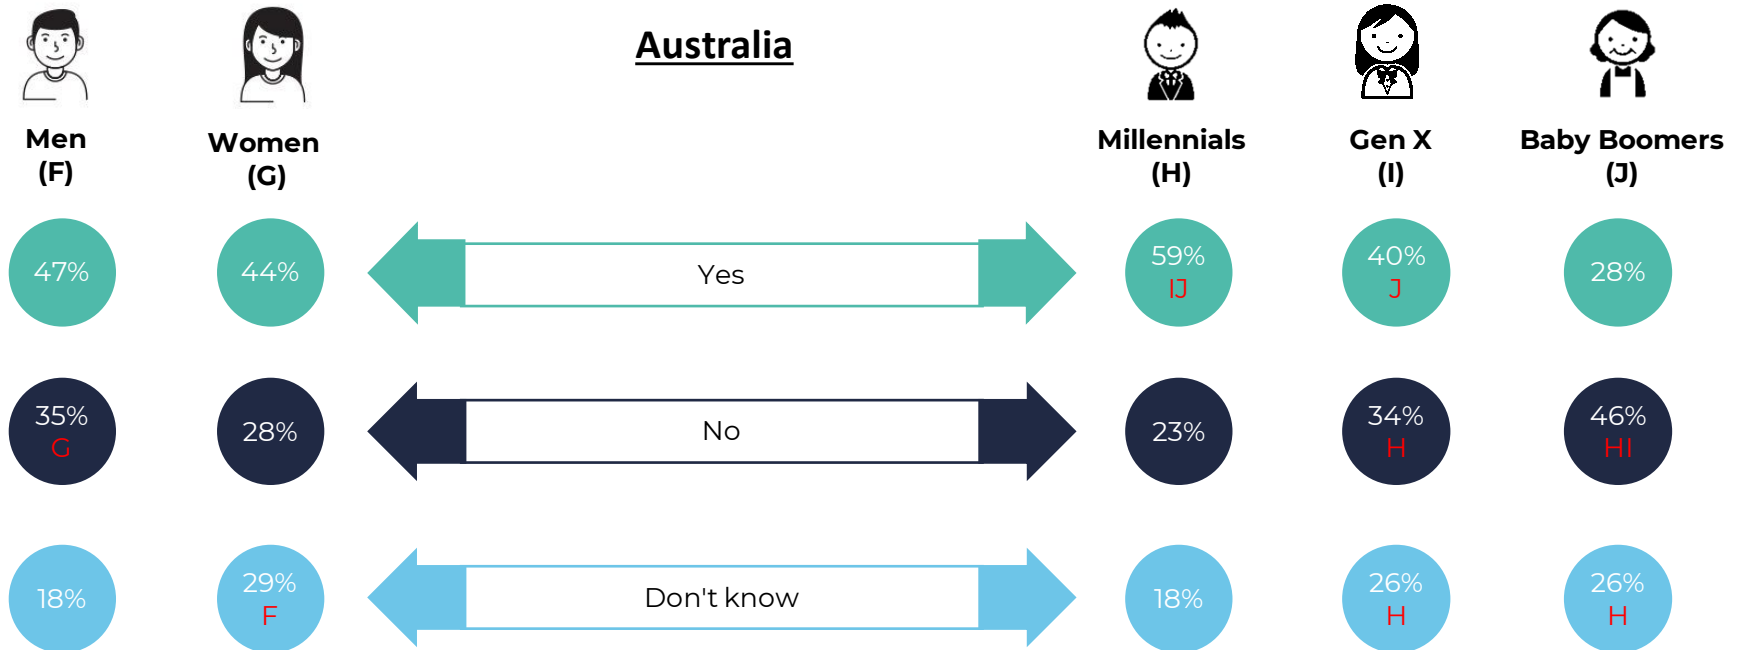 Australia
Men
(F)
Women
(G)
Millennials
(H)
Gen X
(I)
Baby Boomers
(J)
47%
44%
Yes
59%
IJ
40%
J
28%
35%
G
28%
No
23%
34%
H
46%
HI
18%
29%
F
Don't know
18%
26%
H
26%
H